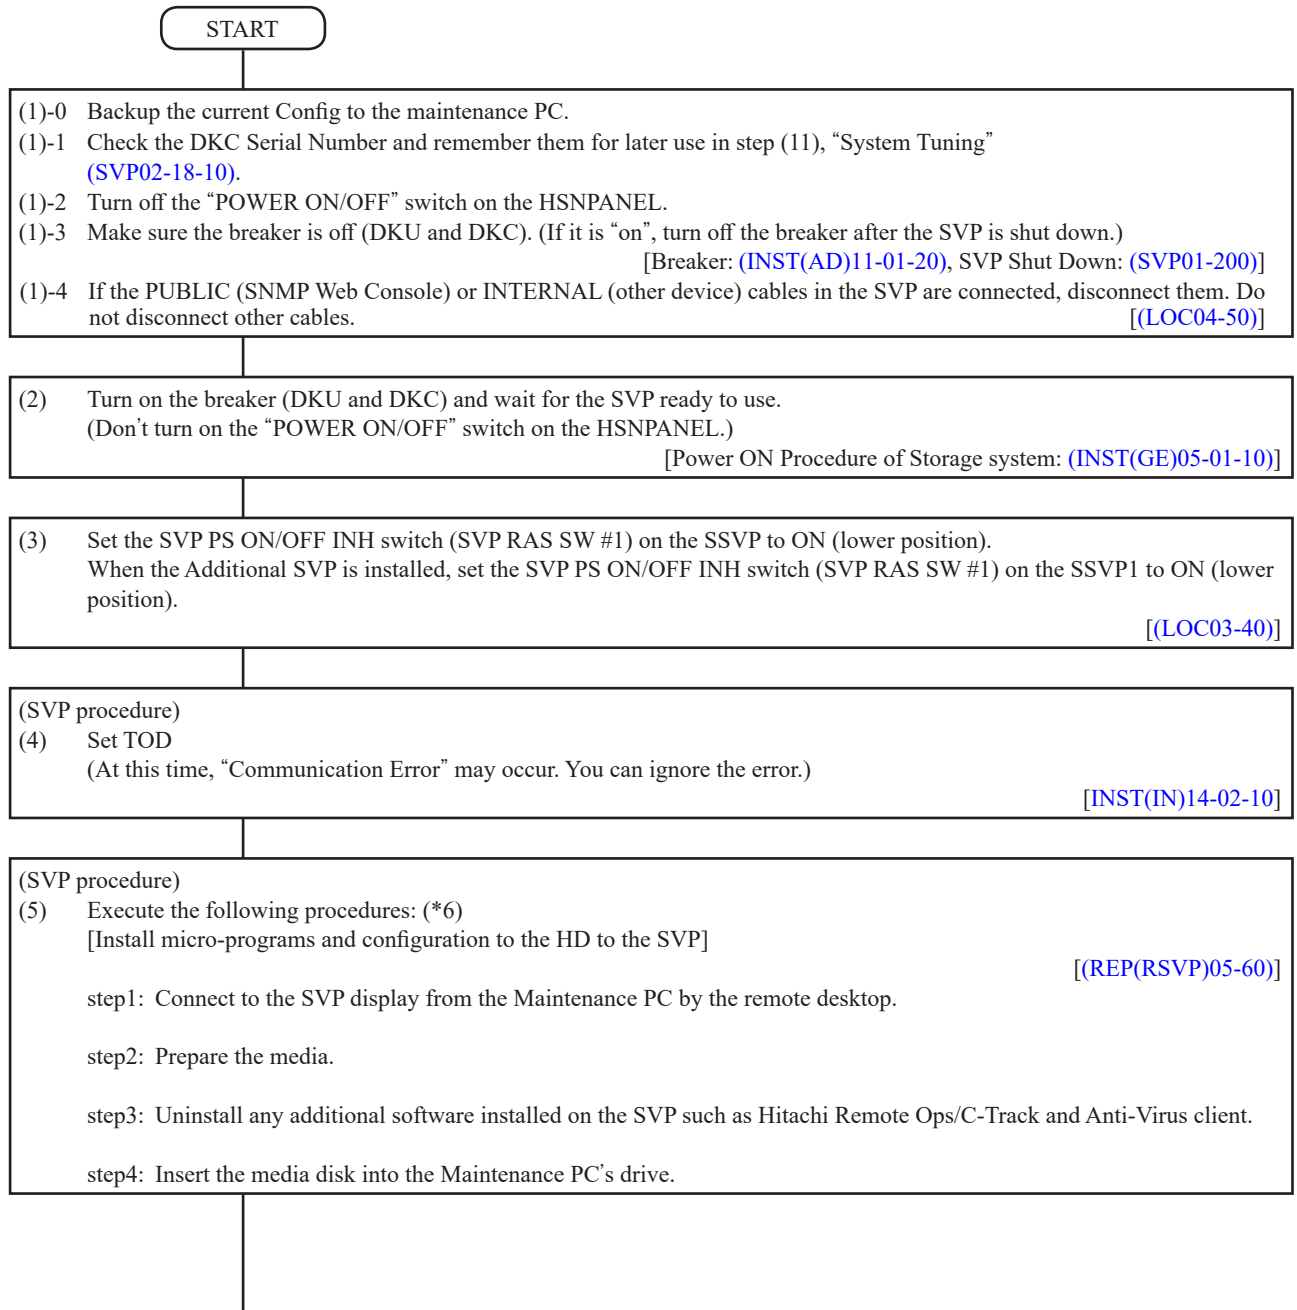 START
(1)-0 Backup the current Config to the maintenance PC.
(1)-1 Check the DKC Serial Number and remember them for later use in step (11), “System Tuning”
(SVP02-18-10).
(1)-2 Turn off the “POWER ON/OFF” switch on the HSNPANEL.
(1)-3 Make sure the breaker is off (DKU and DKC). (If it is “on”, turn off the breaker after the SVP is shut down.)
[Breaker: (INST(AD)11-01-20), SVP Shut Down: (SVP01-200)]
(1)-4 If the PUBLIC (SNMP Web Console) or INTERNAL (other device) cables in the SVP are connected, disconnect them. Do
not disconnect other cables. [(LOC04-50)]
(2) Turn on the breaker (DKU and DKC) and wait for the SVP ready to use.
(Don’t turn on the “POWER ON/OFF” switch on the HSNPANEL.)
[Power ON Procedure of Storage system: (INST(GE)05-01-10)]
(3) Set the SVP PS ON/OFF INH switch (SVP RAS SW #1) on the SSVP to ON (lower position).
When the Additional SVP is installed, set the SVP PS ON/OFF INH switch (SVP RAS SW #1) on the SSVP1 to ON (lower
position).
[(LOC03-40)]
(SVP procedure)
(4) Set TOD
(At this time, “Communication Error” may occur. You can ignore the error.)
[INST(IN)14-02-10]
(SVP procedure)
(5) Execute the following procedures: (*6)
[Install micro-programs and configuration to the HD to the SVP]
[(REP(RSVP)05-60)]
step1: Connect to the SVP display from the Maintenance PC by the remote desktop.
step2: Prepare the media.
step3: Uninstall any additional software installed on the SVP such as Hitachi Remote Ops/C-Track and Anti-Virus client.
step4: Insert the media disk into the Maintenance PC’s drive.